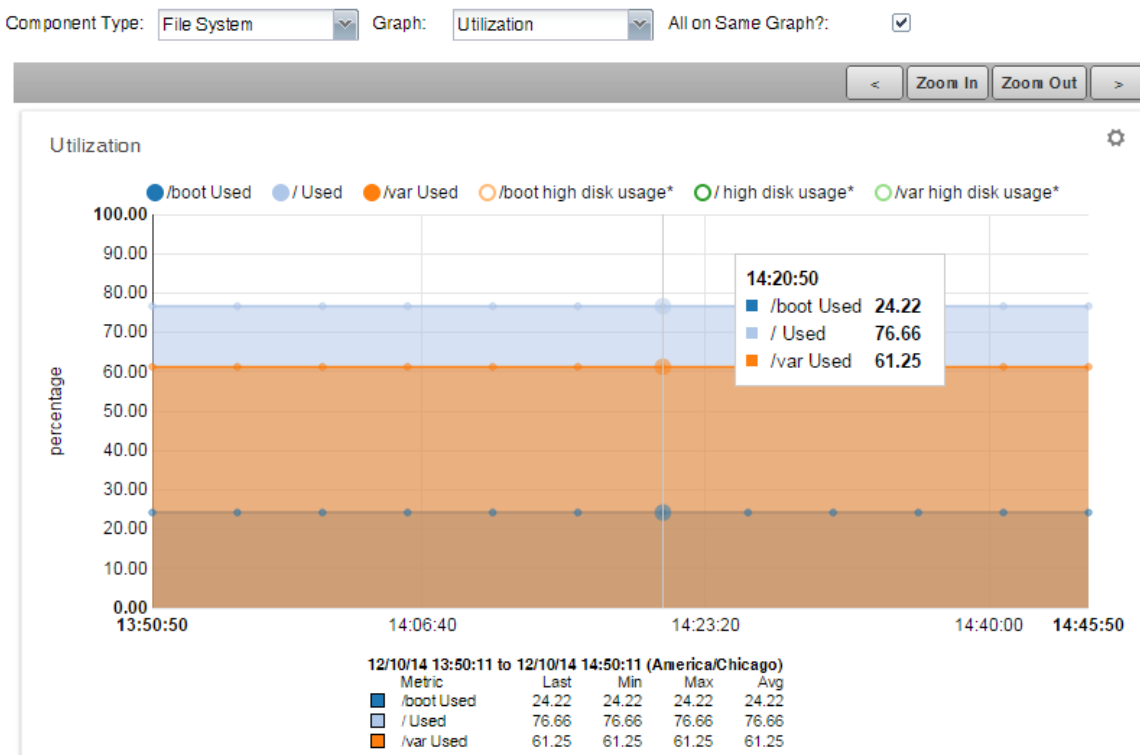 Component Type: File System Graph: Utilization All on Same Graph?:
< Zoom In Zoom Out >
Utilization
/boot Used / Used /var Used /boot high disk usage* / high disk usage* /var high disk usage*
100.00
90.00
80.00
70.00
60.00
50.00
40.00
30.00
20.00
10.00
0.00
percentage
14:20:50
/boot Used 24.22
/ Used 76.66
/var Used 61.25
13:50:50 14:06:40 14:23:20 14:40:00 14:45:50
12/10/14 13:50:11 to 12/10/14 14:50:11 (America/Chicago)
Metric Last Min Max Avg
/boot Used 24.22 24.22 24.22 24.22
/ Used 76.66 76.66 76.66 76.66
/var Used 61.25 61.25 61.25 61.25